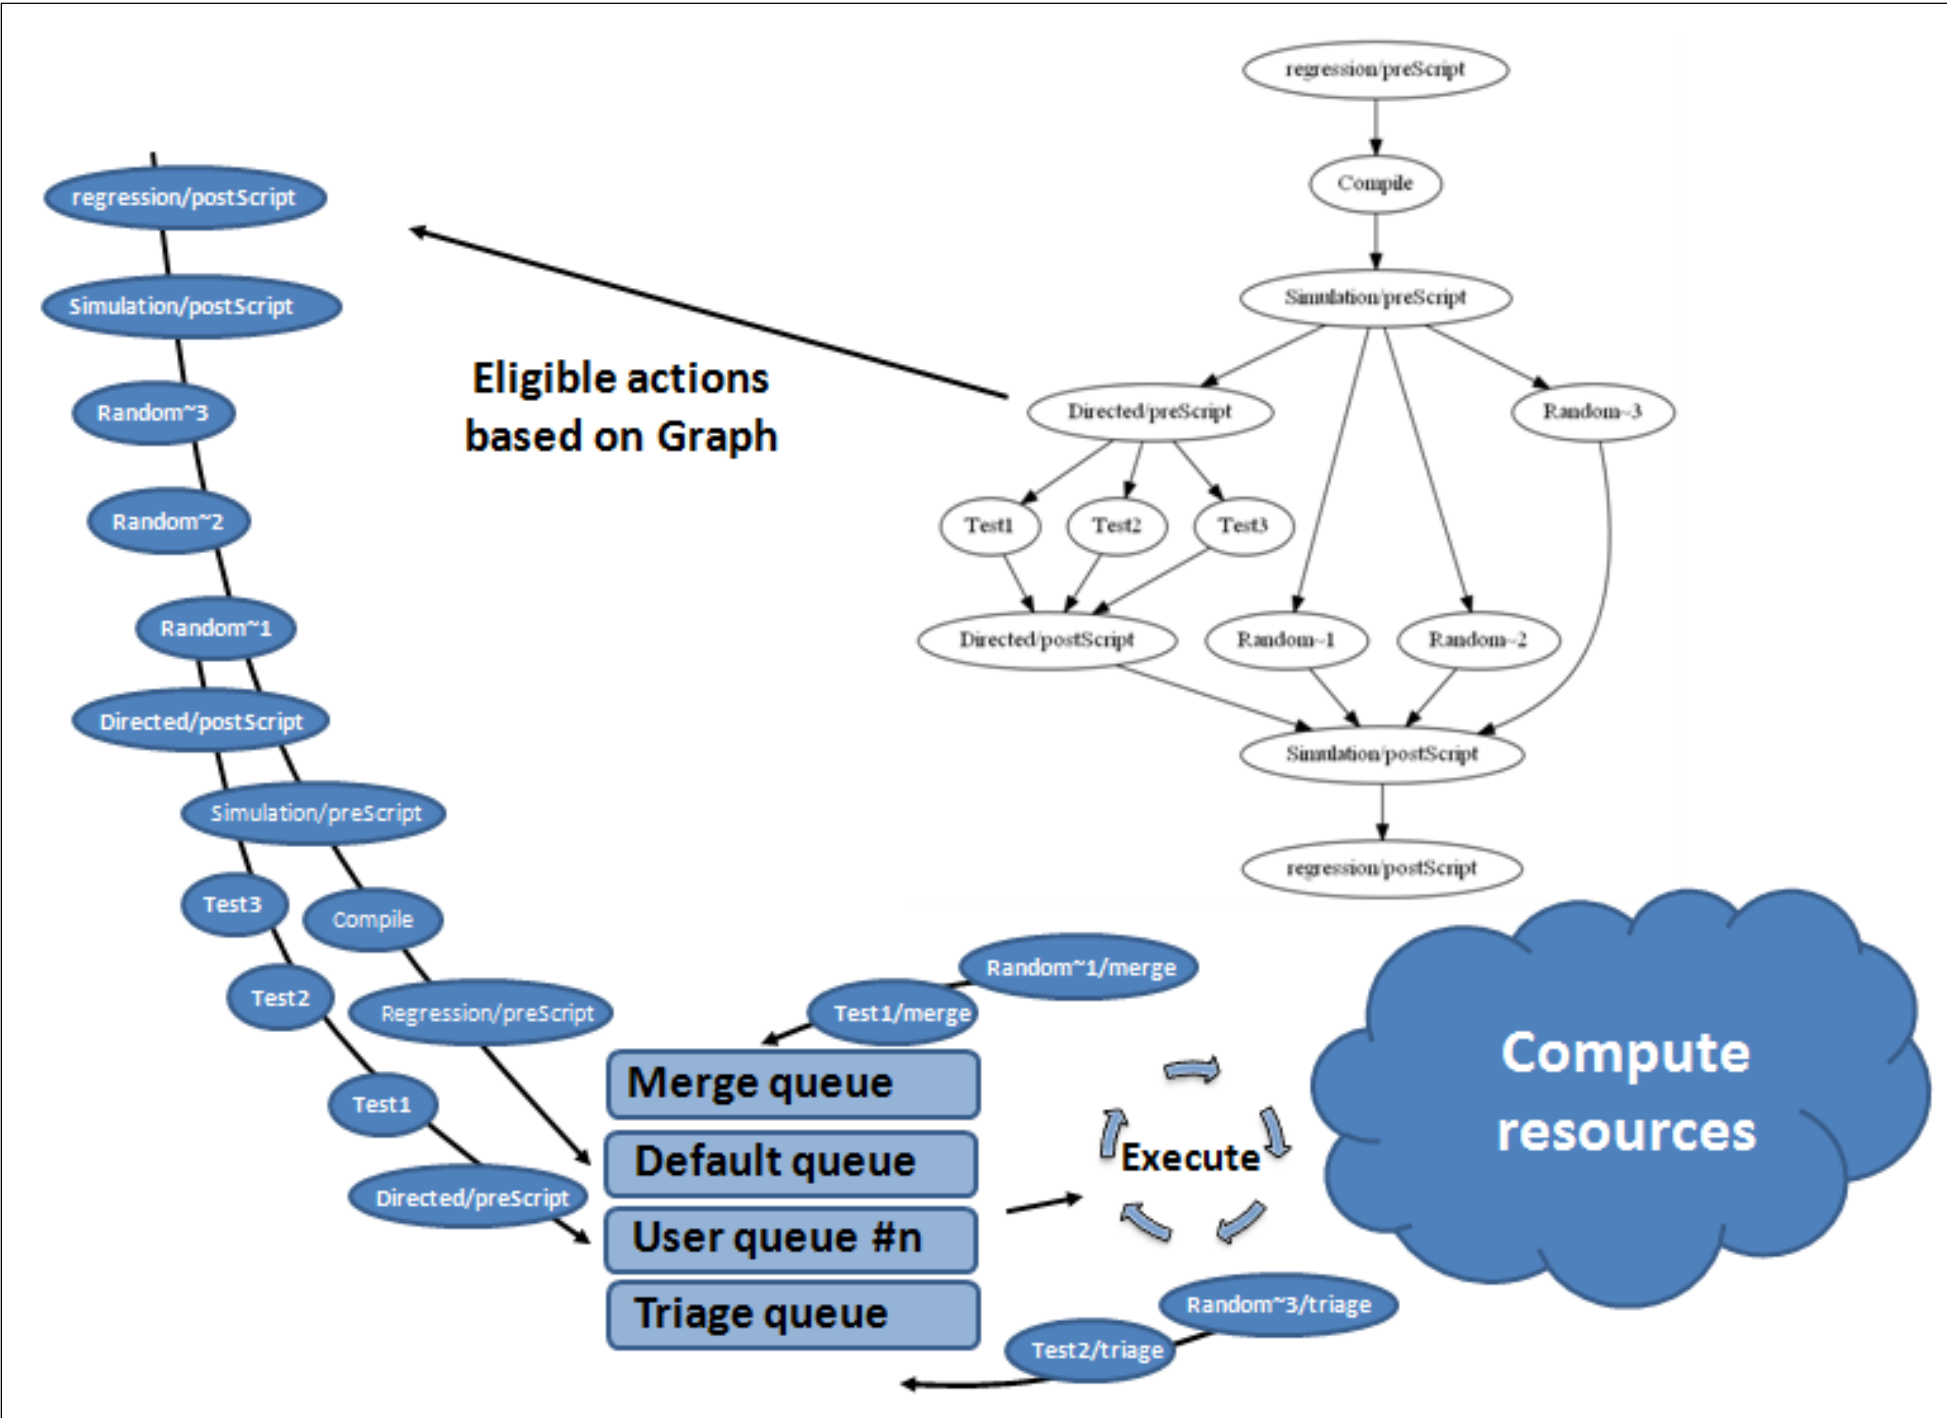 regression/preScript
Compile
Simulation/preScript
Directed/preScript
Random~3
Test1
Test2
Test3
Directed/postScript
Random~1
Random~2
Simulation/postScript
regression/postScript
Eligible actions
based on Graph
regression/postScript
Simulation/postScript
Random~3
Random~2
Random~1
Directed/postScript
Simulation/preScript
Test3
Compile
Test2
Regression/preScript
Test1
Directed/preScript
Random~1/merge
Test1/merge
Merge queue
Default queue
User queue #n
Triage queue
Execute
Compute
resources
Random~3/triage
Test2/triage